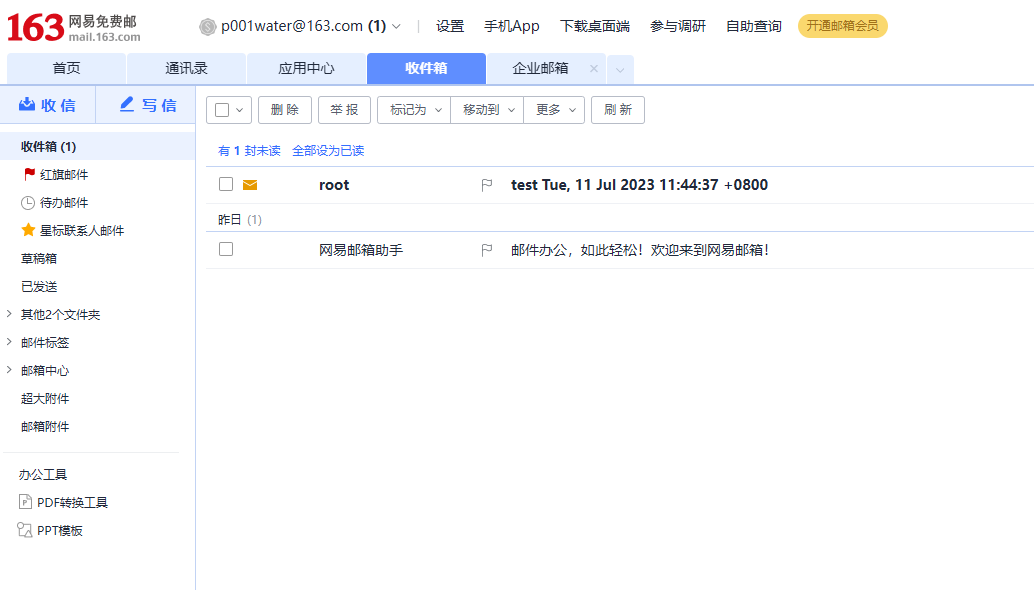 163 网易免费邮
mail.163.com
p001water@163.com (1)
设置 手机App 下载桌面端 参与调研 自助查询 开通邮箱会员
首页 通讯录 应用中心 收件箱 企业邮箱
收 信 写 信
删 除 举 报 标记为 移动到 更多 刷 新
收件箱 (1)
红旗邮件
待办邮件
星标联系人邮件
草稿箱
已发送
其他2个文件夹
邮件标签
邮箱中心
超大附件
邮箱附件
办公工具
PDF转换工具
PPT模板
有 1 封未读 全部设为已读
root test Tue, 11 Jul 2023 11:44:37 +0800
昨日 (1)
网易邮箱助手 邮件办公，如此轻松！欢迎来到网易邮箱！